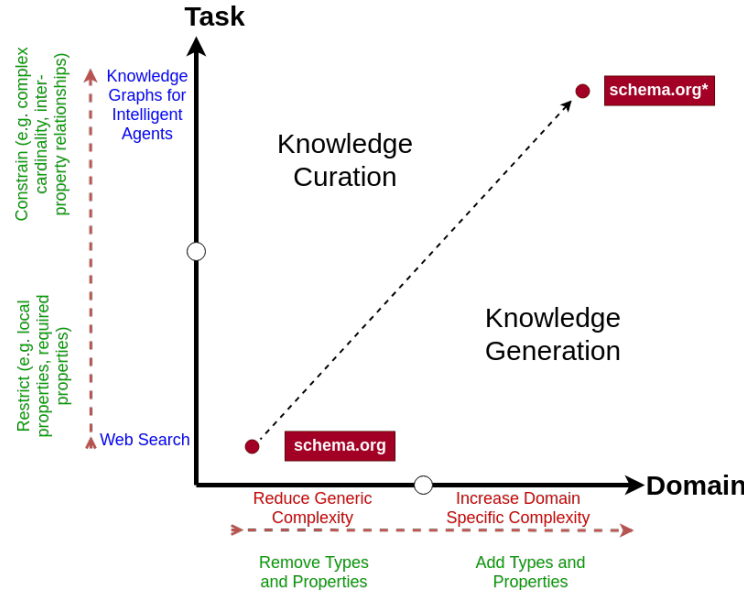 Task
Knowledge
Graphs for
Intelligent
Agents
Constrain (e.g. complex
cardinality, inter-
property relationships)
schema.org*
Knowledge
Curation
Knowledge
Generation
Restrict (e.g. local
properties, required
properties)
Web Search
schema.org
Domain
Reduce Generic
Complexity
Increase Domain
Specific Complexity
Remove Types
and Properties
Add Types and
Properties